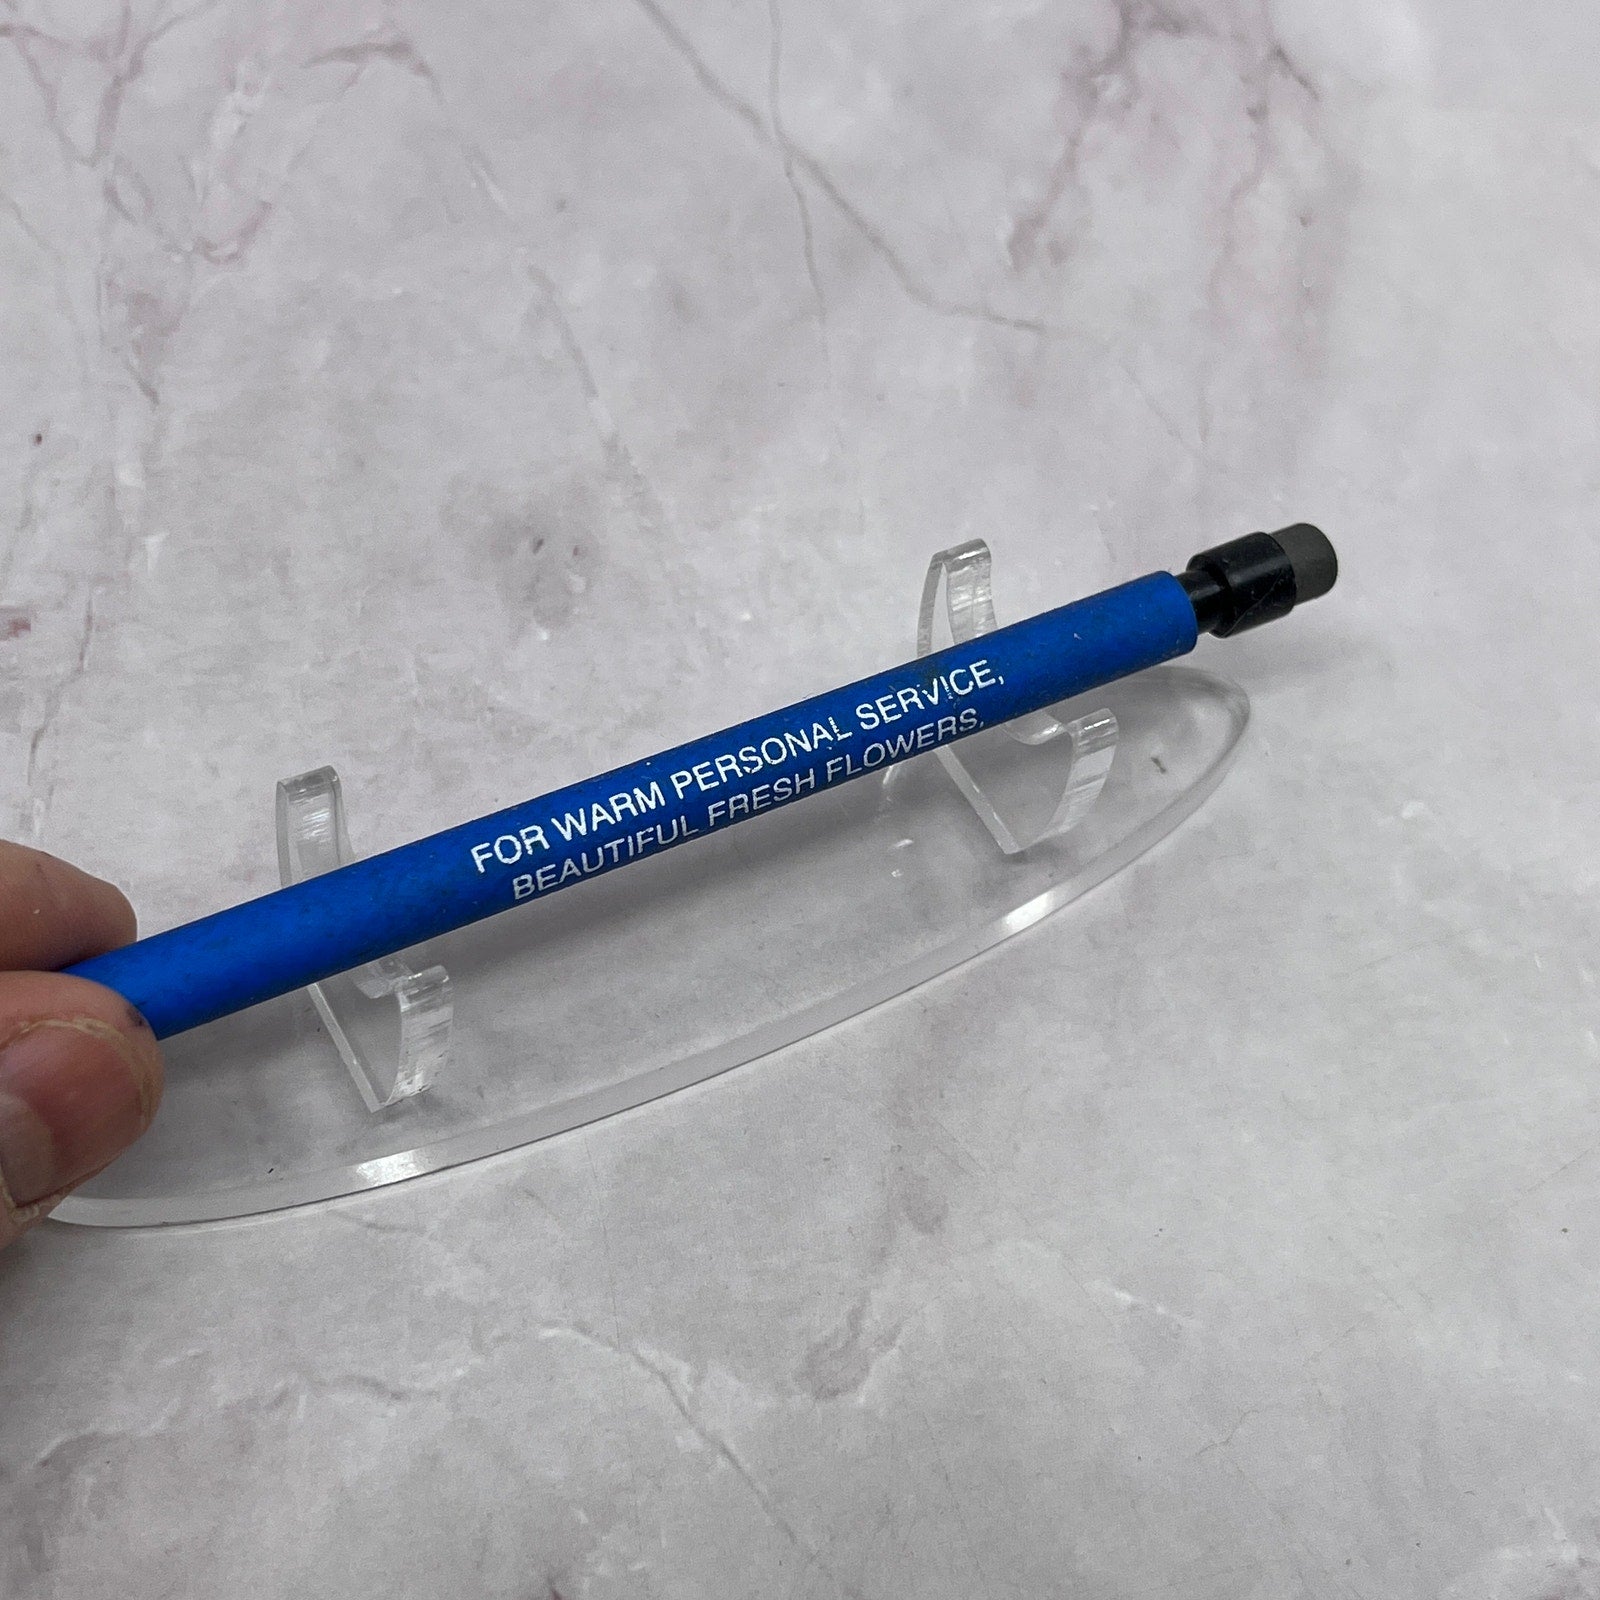 FOR WARM PERSONAL SERVICE,
BEAUTIFUL FRESH FLOWERS,